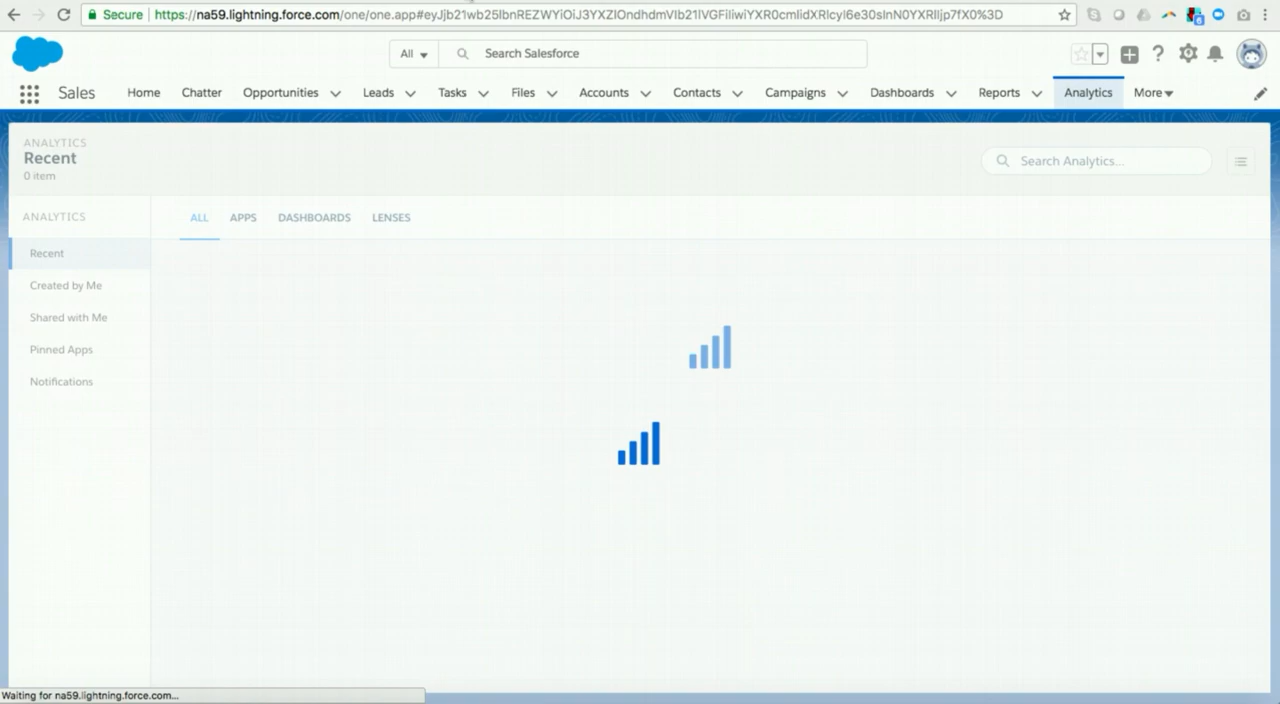 Secure
https://na59.lightning.force.com/one/one.app#
All
Search Salesforce
Sales
Home
Chatter
Opportunities
Leads
Tasks
Files
Accounts
Contacts
Campaigns
Dashboards
Reports
Analytics
More
ANALYTICS
Recent
0 item
Search Analytics...
ANALYTICS
ALL
APPS
DASHBOARDS
LENSES
Recent
Created by Me
Shared with Me
Pinned Apps
Notifications
Waiting for na59.lightning.force.com...